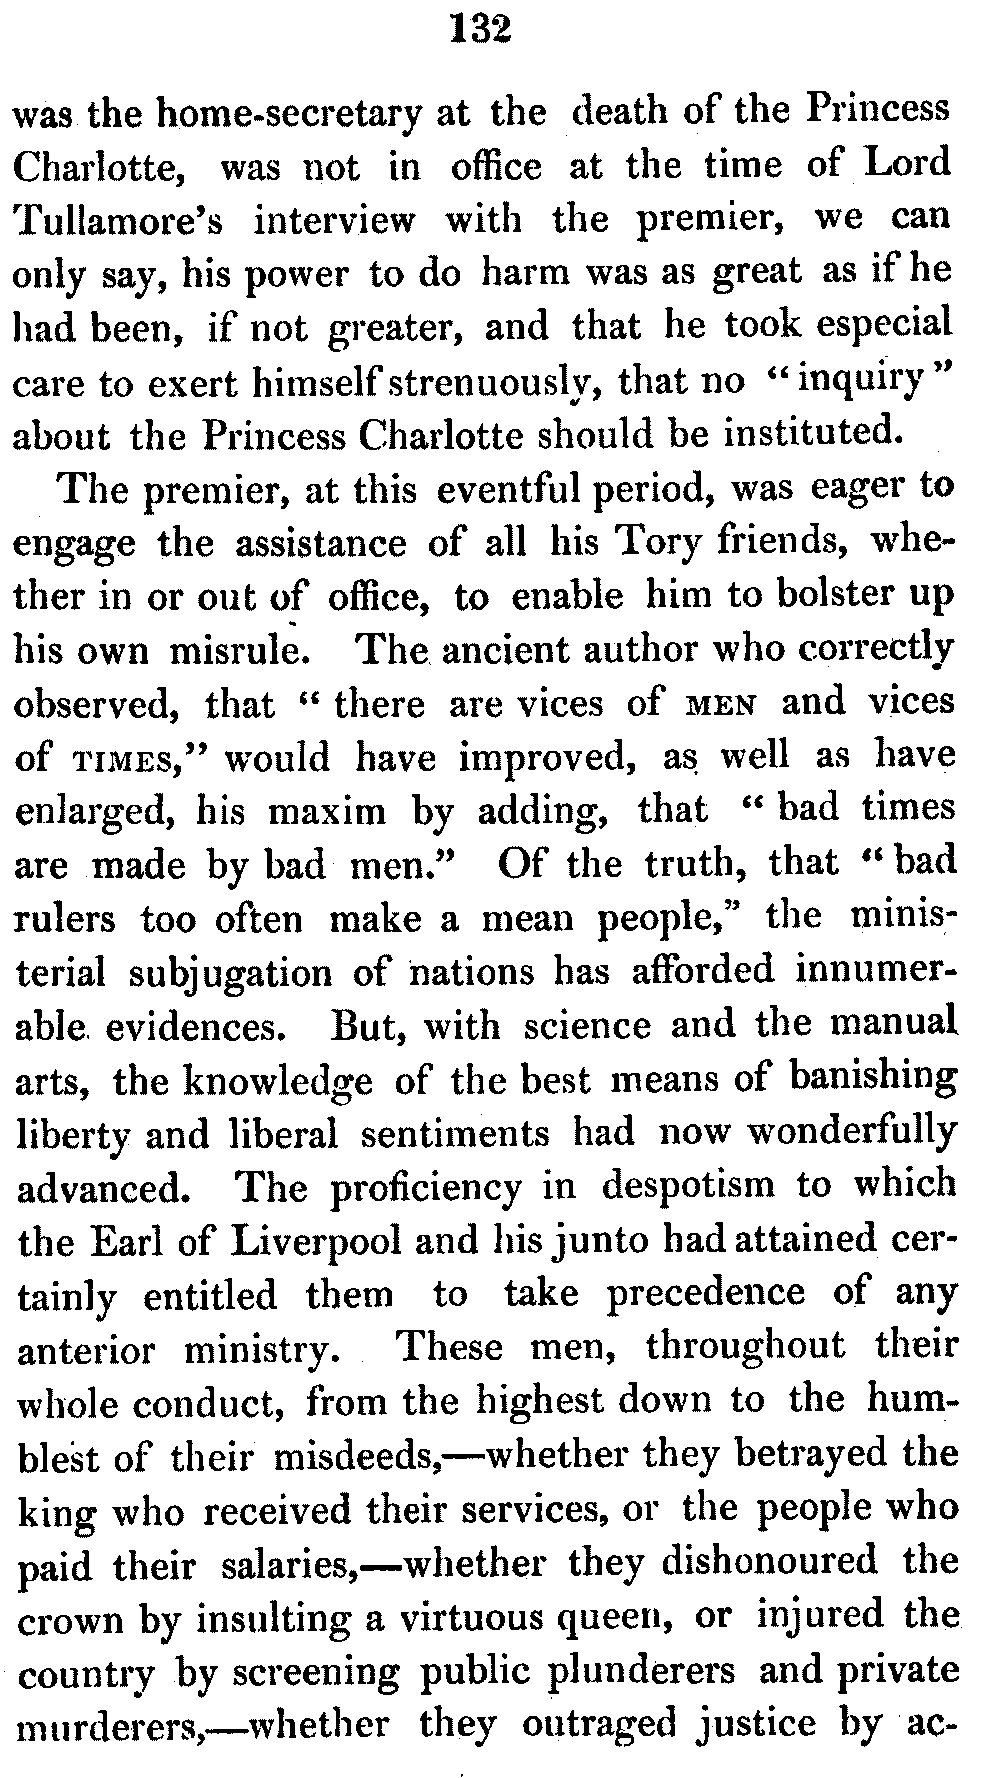 132
was the home-secretary at the death of the Princess
Charlotte, was not in office at the time of Lord
Tullamore's interview with the premier, we can
only say, his power to do harm was as great as if he
had been, if not greater, and that he took especial
care to exert himself strenuously, that no "inquiry"
about the Princess Charlotte should be instituted.
The premier, at this eventful period, was eager to
engage the assistance of all his Tory friends, whe-
ther in or out of office, to enable him to bolster up
his own misrule. The ancient author who correctly
observed, that "there are vices of MEN and vices
of TIMES," would have improved, as well as have
enlarged, his maxim by adding, that "bad times
are made by bad men." Of the truth, that "bad
rulers too often make a mean people," the minis-
terial subjugation of nations has afforded innumer-
able evidences. But, with science and the manual
arts, the knowledge of the best means of banishing
liberty and liberal sentiments had now wonderfully
advanced. The proficiency in despotism to which
the Earl of Liverpool and his junto had attained cer-
tainly entitled them to take precedence of any
anterior ministry. These men, throughout their
whole conduct, from the highest down to the hum-
blest of their misdeeds,—whether they betrayed the
king who received their services, or the people who
paid their salaries,—whether they dishonoured the
crown by insulting a virtuous queen, or injured the
country by screening public plunderers and private
murderers,—whether they outraged justice by ac-